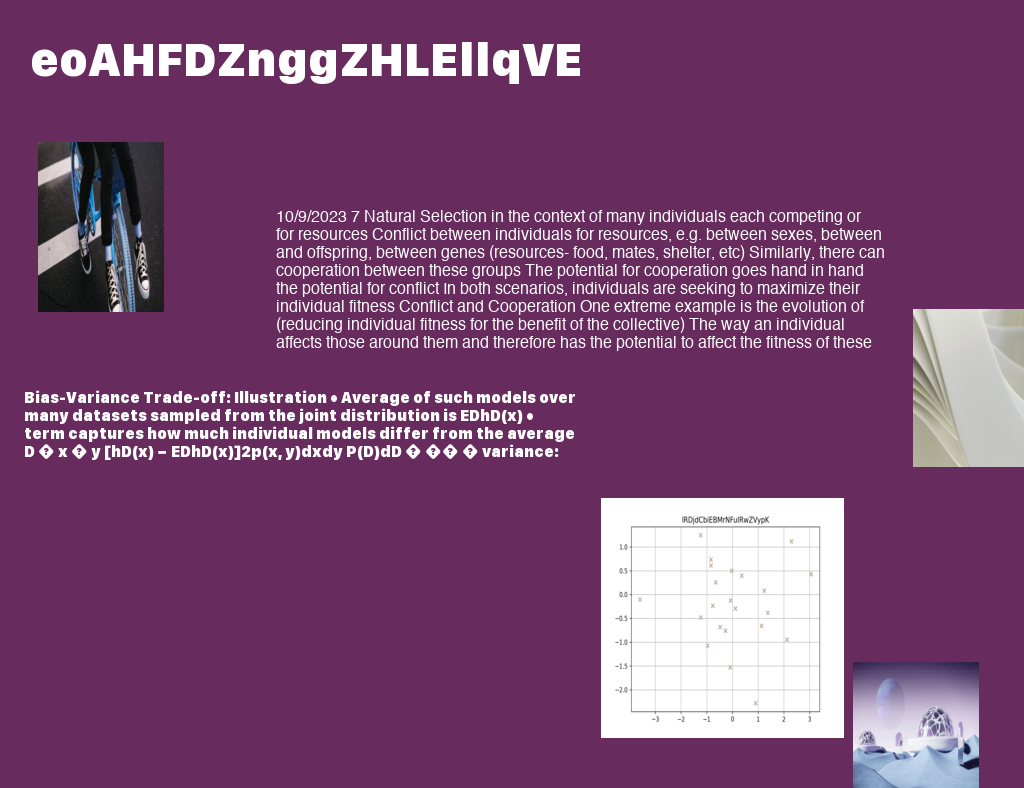 eoAHFDZnggZHLEllqVE
10/9/2023 7 Natural Selection in the context of many individuals each competing or
for resources Conflict between individuals for resources, e.g. between sexes, between
and offspring, between genes (resources- food, mates, shelter, etc) Similarly, there can
cooperation between these groups The potential for cooperation goes hand in hand
the potential for conflict In both scenarios, individuals are seeking to maximize their
individual fitness Conflict and Cooperation One extreme example is the evolution of
(reducing individual fitness for the benefit of the collective) The way an individual
affects those around them and therefore has the potential to affect the fitness of these
Bias-Variance Trade-off: Illustration • Average of such models over
many datasets sampled from the joint distribution is EDhD(x) •
term captures how much individual models differ from the average
D � x � y [hD(x) − EDhD(x)]2p(x, y)dxdy P(D)dD � �� � variance:
lRDjdCbiEBMrNFulRwZVypK
1.0
0.5
0.0
−0.5
−1.0
−1.5
−2.0
−3 −2 −1 0 1 2 3